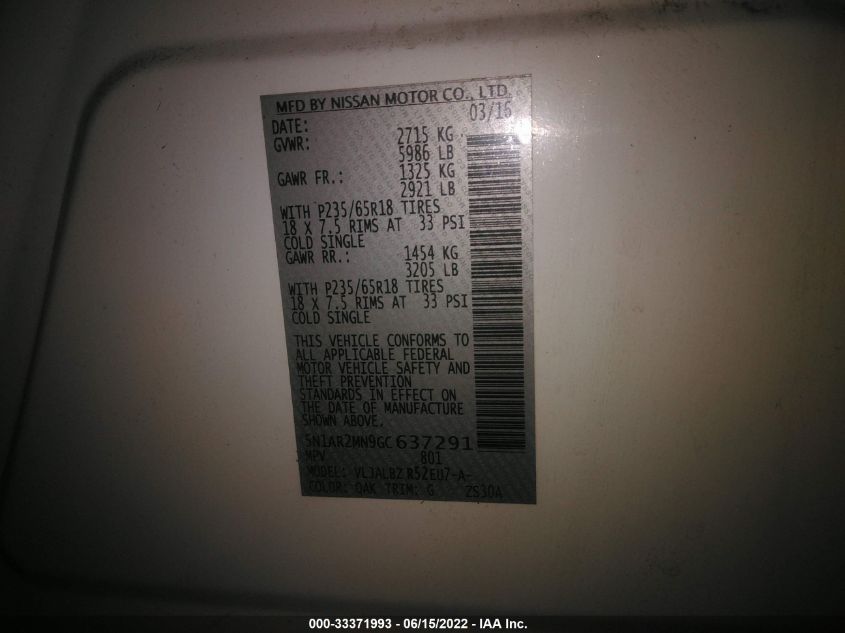 MFD BY NISSAN MOTOR CO., LTD.
DATE: 03/16
GVWR: 2715 KG
5986 LB
GAWR FR.: 1325 KG
2921 LB
WITH P235/65R18 TIRES
18 X 7.5 RIMS AT 33 PSI
COLD SINGLE
GAWR RR.: 1454 KG
3205 LB
WITH P235/65R18 TIRES
18 X 7.5 RIMS AT 33 PSI
COLD SINGLE
THIS VEHICLE CONFORMS TO
ALL APPLICABLE FEDERAL
MOTOR VEHICLE SAFETY AND
THEFT PREVENTION
STANDARDS IN EFFECT ON
THE DATE OF MANUFACTURE
SHOWN ABOVE.
5N1AR2MN9GC637291
MPV 801
MODEL: VLJALBZ R52EU7-A-
COLOR: QAK TRIM: G 2S30A
000-33371993 - 06/15/2022 - IAA Inc.